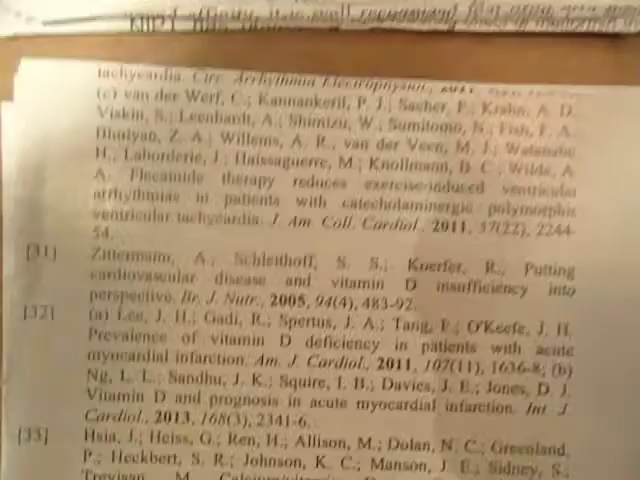 tachycardia. Circ. Arrhythmia Electrophysiol.,
(c) van der Werf, C.; Kannankeril, P. J.; Sacher, F.; Krahn, A. D.
Viskin, S.; Leenhardt, A.; Shimizu, W.; Sumitomo, N.; Fish, F. A.
Bhuiyan, Z. A.; Willems, A. R.; van der Veen, M. J.; Watanabe
H.; Laborderie, J.; Haissaguerre, M.; Knollmann, B. C.; Wilde, A
A. Flecainide therapy reduces exercise-induced ventricular
arrhythmias in patients with catecholaminergic polymorphic
ventricular tachycardia. J. Am. Coll. Cardiol., 2011, 57(22), 2244-
54.
[31] Zittermann, A.; Schleithoff, S. S.; Koerfer, R., Putting
cardiovascular disease and vitamin D insufficiency into
perspective. Br. J. Nutr., 2005, 94(4), 483-92.
[32] (a) Lee, J. H.; Gadi, R.; Spertus, J. A.; Tang, F.; O'Keefe, J. H.
Prevalence of vitamin D deficiency in patients with acute
myocardial infarction. Am. J. Cardiol., 2011, 107(11), 1636-8; (b)
Ng, L. L.; Sandhu, J. K.; Squire, I. B.; Davies, J. E.; Jones, D. J.
Vitamin D and prognosis in acute myocardial infarction. Int. J.
Cardiol., 2013, 168(3), 2341-6.
[33] Hsia, J.; Heiss, G.; Ren, H.; Allison, M.; Dolan, N. C.; Greenland,
P.; Heckbert, S. R.; Johnson, K. C.; Manson, J. E.; Sidney, S.;
Trevisan, M.